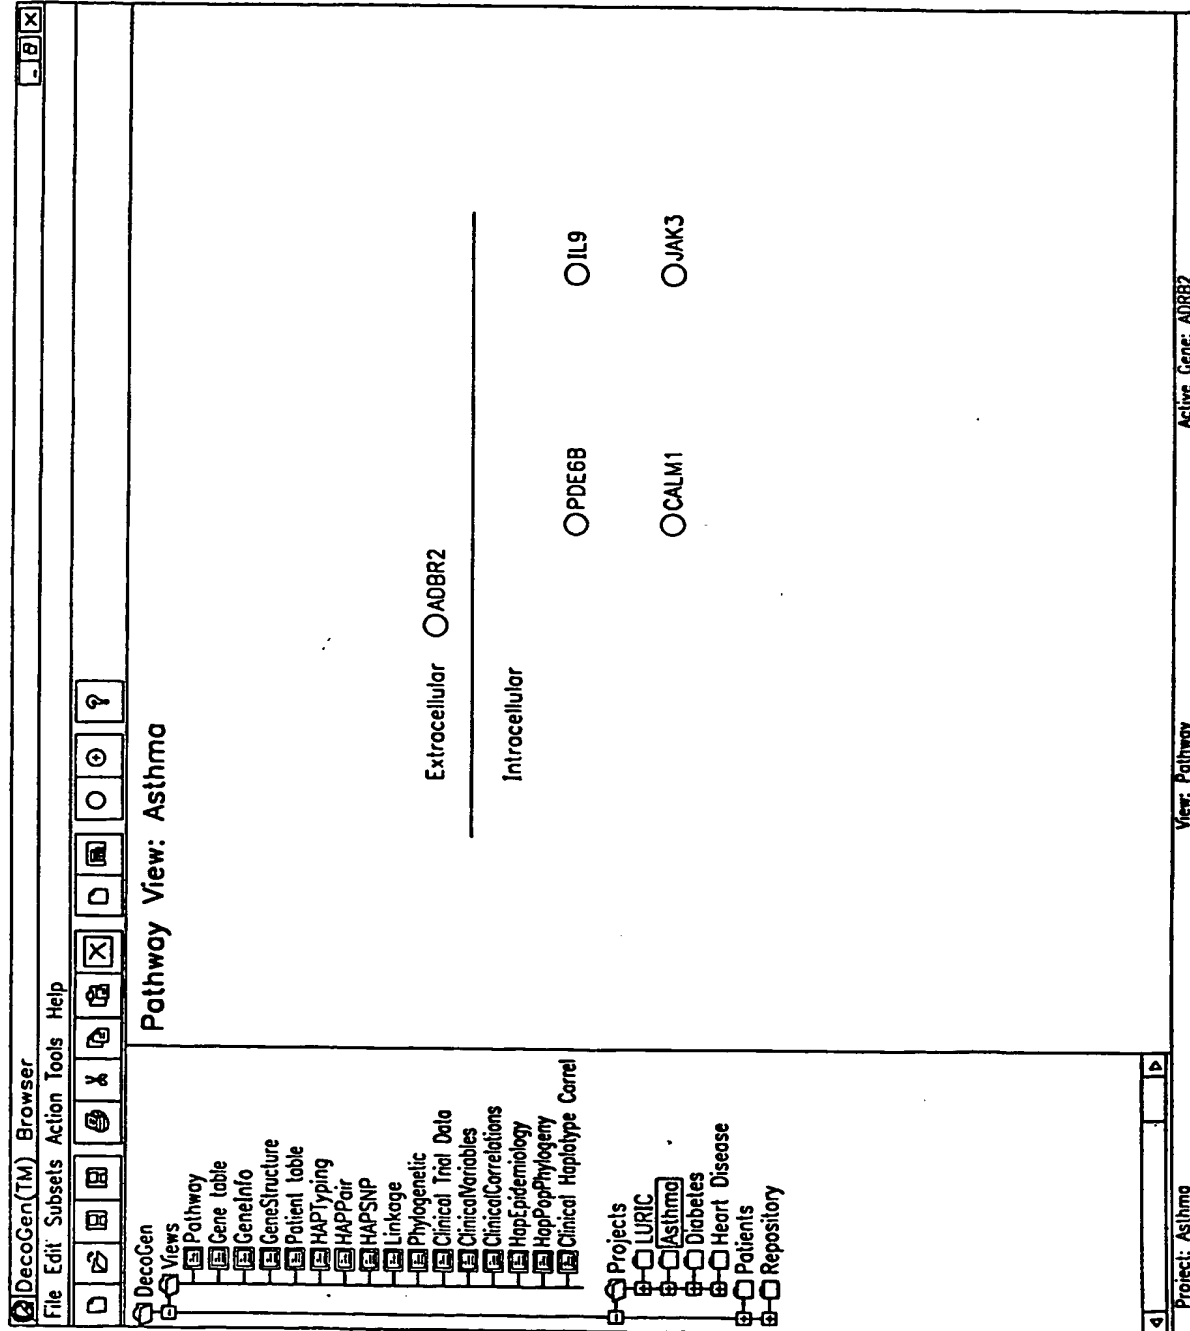 DecoGen(TM) Browser
File Edit Subsets Action Tools Help
DecoGen
Views
Pathway
Gene table
GeneInfo
GeneStructure
Patient table
HAPTyping
HAPPair
HAPSNP
Linkage
Phylogenetic
Clinical Trial Data
ClinicalVariables
ClinicalCorrelations
HapEpidemiology
HapPopPhylogeny
Clinical Haplotype Correl
Projects
LURIC
Asthma
Diabetes
Heart Disease
Patients
Repository
Pathway View: Asthma
Extracellular ADBR2
Intracellular
PDE6B IL9
CALM1 JAK3
Project: Asthma View: Pathway Active Gene: ADRB2